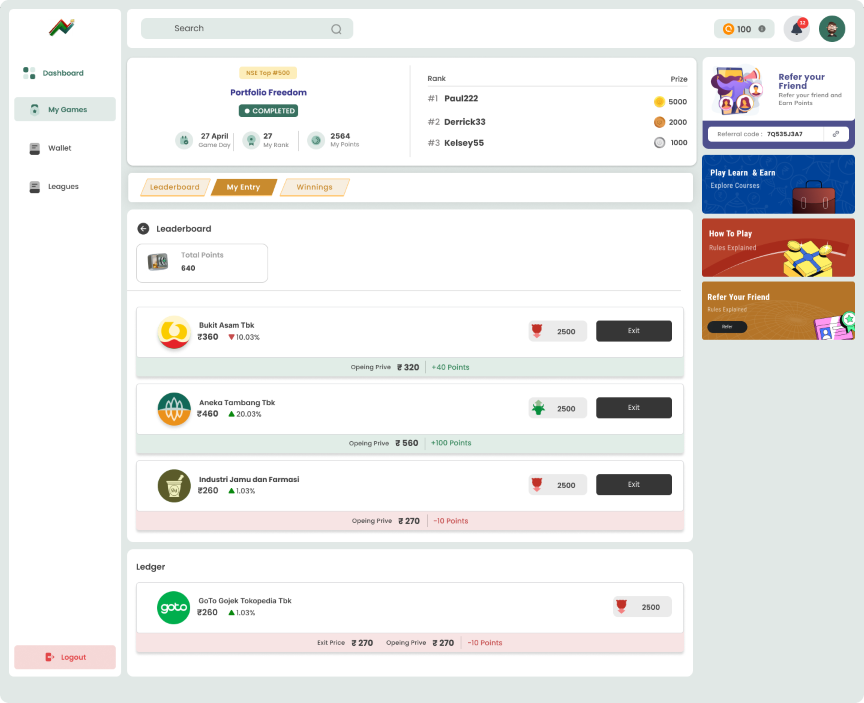 Search
100
12
Dashboard
My Games
Wallet
Leagues
Logout
NSE Top #500
Portfolio Freedom
COMPLETED
27 April
Game Day
27
My Rank
2564
My Points
Rank
Prize
#1 Paul222
5000
#2 Derrick33
2000
#3 Kelsey55
1000
Leaderboard
My Entry
Winnings
Leaderboard
Total Points
640
Bukit Asam Tbk
₹360 10.03%
2500
Exit
Opeing Prive ₹ 320 +40 Points
Aneka Tambang Tbk
₹460 20.03%
2500
Exit
Opeing Prive ₹ 560 +100 Points
Industri Jamu dan Farmasi
₹260 1.03%
2500
Exit
Opeing Prive ₹ 270 -10 Points
Ledger
goto
GoTo Gojek Tokopedia Tbk
₹260 1.03%
2500
Exit Price ₹ 270 Opeing Prive ₹ 270 -10 Points
Refer your
Friend
Refer your friend and
Earn Points
Referral code : 7Q535J3A7
Play Learn & Earn
Explore Courses
How To Play
Rules Explained
Refer Your Friend
Rules Explained
Refer